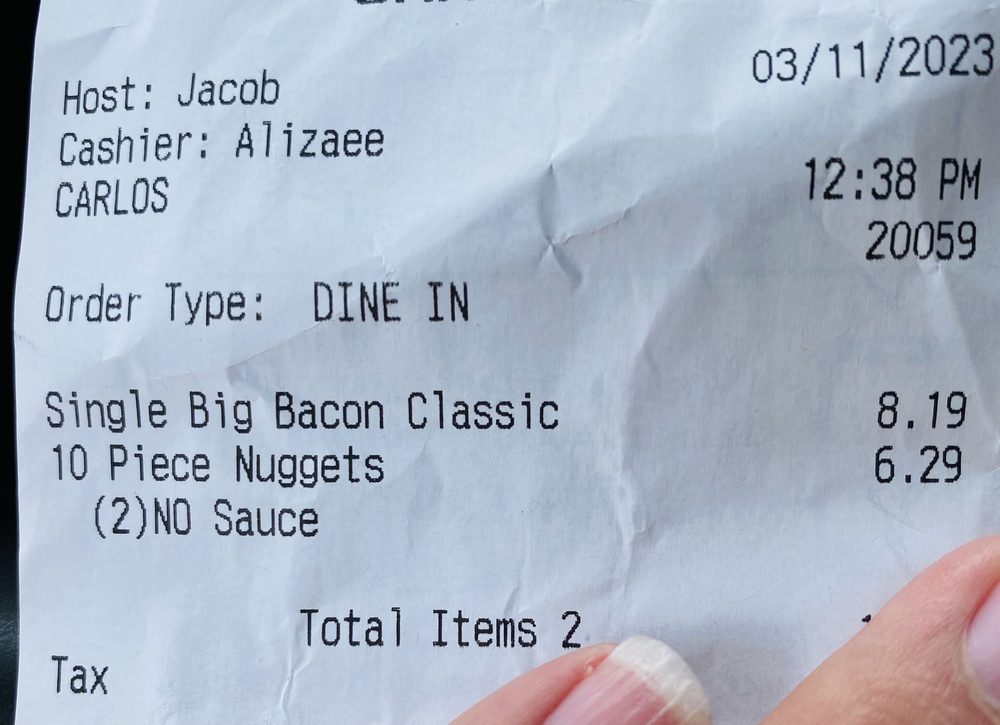 03/11/2023
Host: Jacob
Cashier: Alizaee
12:38 PM
CARLOS
20059
Order Type: DINE IN
Single Big Bacon Classic 8.19
10 Piece Nuggets 6.29
(2)NO Sauce
Total Items 2
Tax